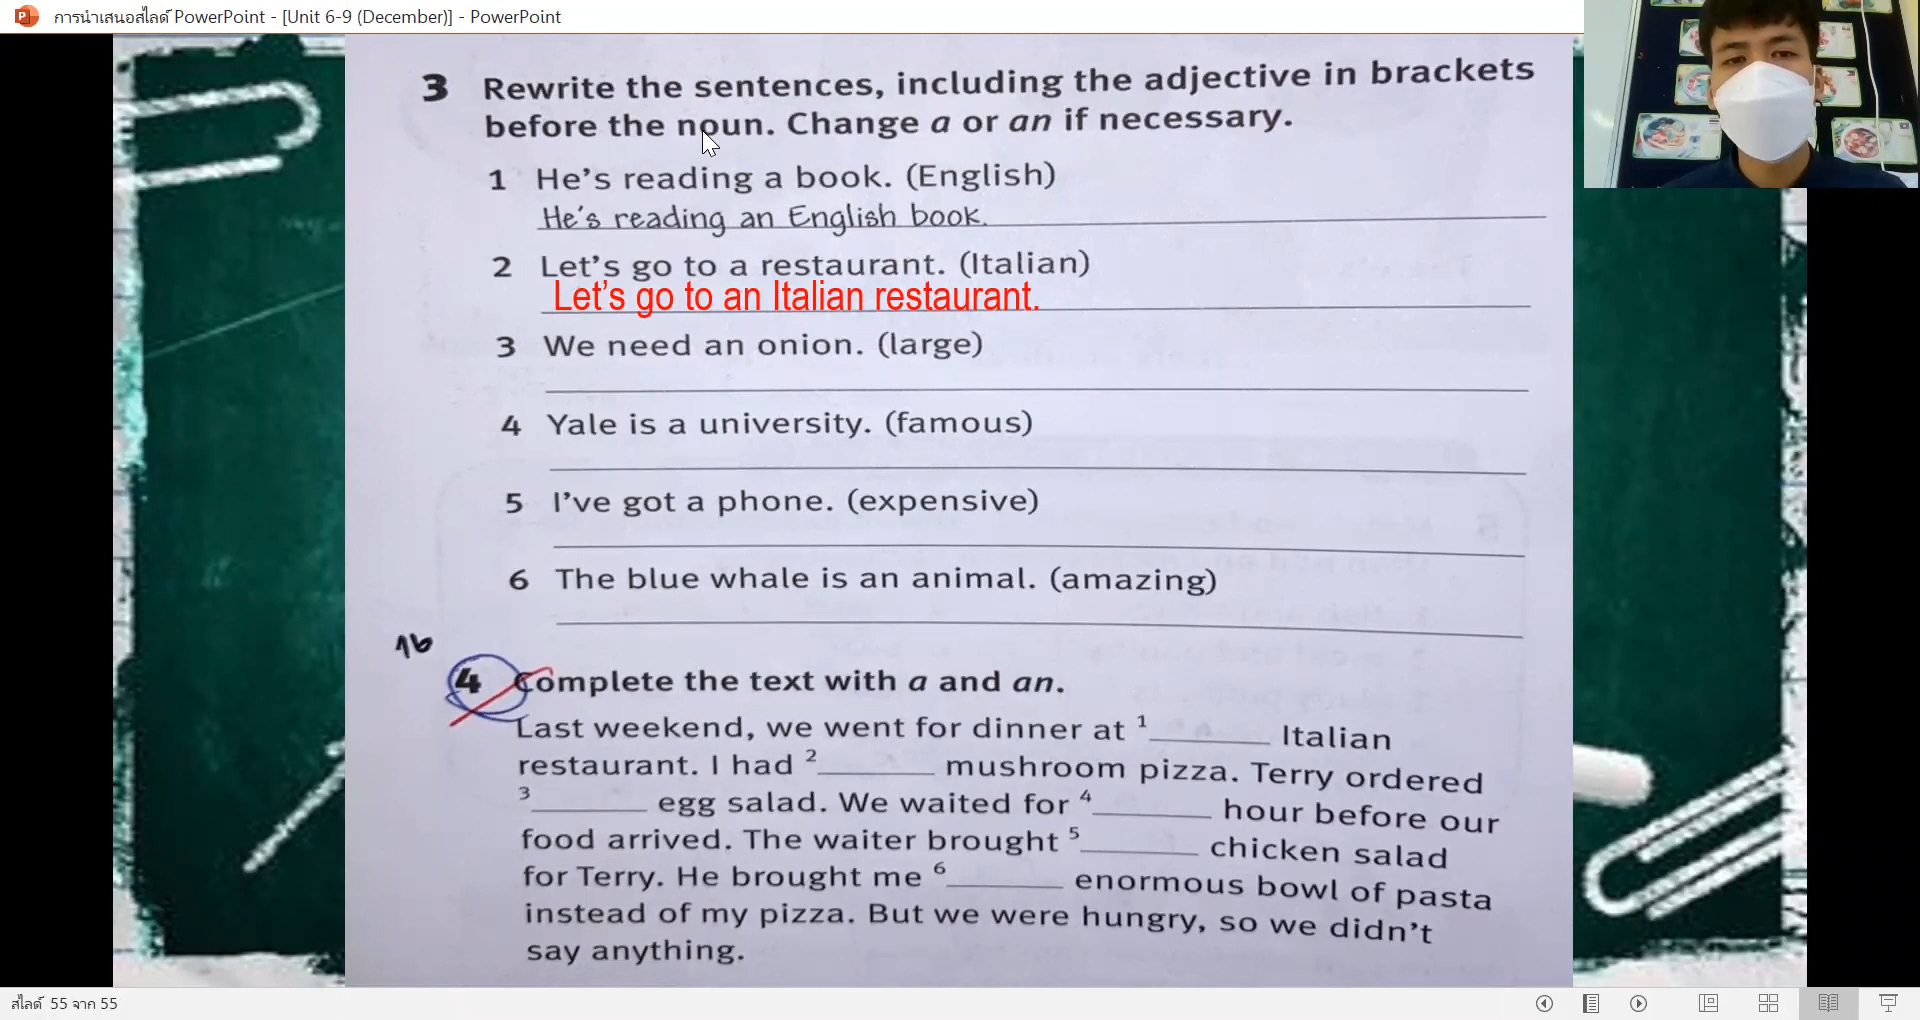 การนำเสนอสไลด์ PowerPoint - [Unit 6-9 (December)] - PowerPoint
3 Rewrite the sentences, including the adjective in brackets
before the noun. Change a or an if necessary.
1 He's reading a book. (English)
He's reading an English book.
2 Let's go to a restaurant. (Italian)
Let's go to an Italian restaurant.
3 We need an onion. (large)
4 Yale is a university. (famous)
5 I've got a phone. (expensive)
6 The blue whale is an animal. (amazing)
16
4 Complete the text with a and an.
Last weekend, we went for dinner at 1________ Italian
restaurant. I had 2________ mushroom pizza. Terry ordered
3________ egg salad. We waited for 4________ hour before our
food arrived. The waiter brought 5________ chicken salad
for Terry. He brought me 6________ enormous bowl of pasta
instead of my pizza. But we were hungry, so we didn't
say anything.
สไลด์ 55 จาก 55